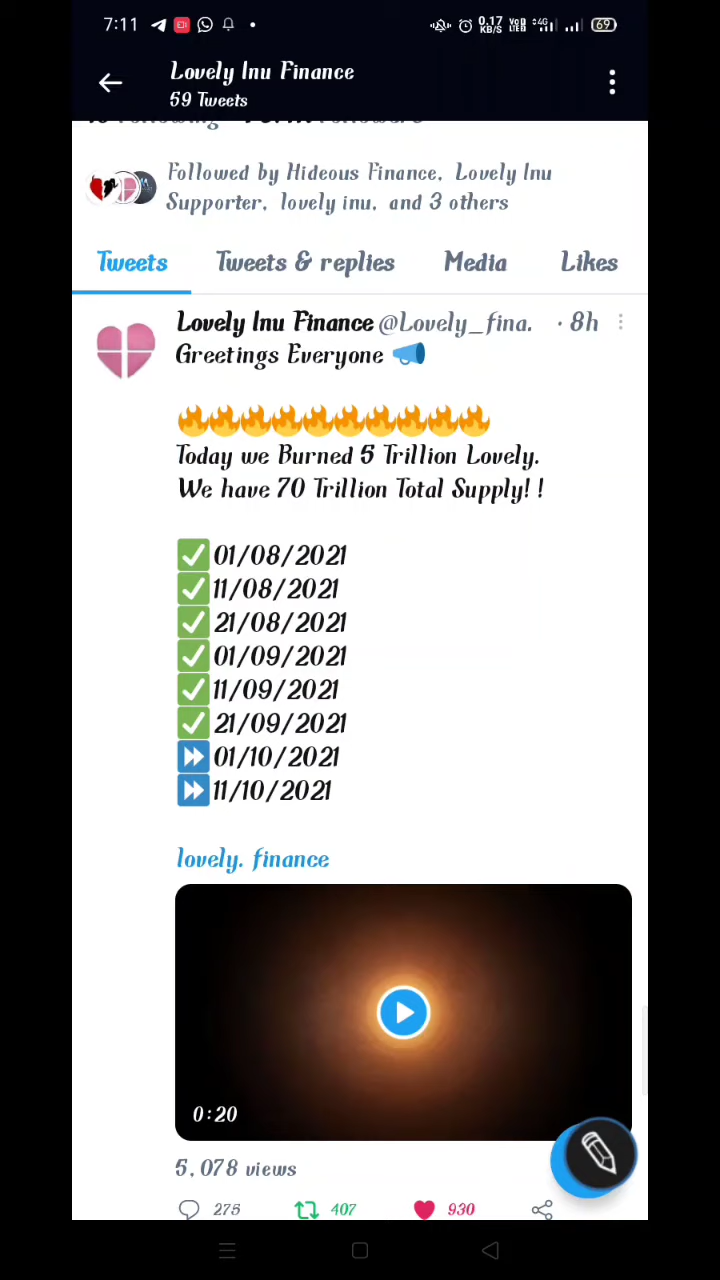 7:11
0.17 KB/S
4G
69
Lovely Inu Finance
59 Tweets
Followed by Hideous Finance, Lovely Inu
Supporter, lovely inu, and 3 others
Tweets Tweets & replies Media Likes
Lovely Inu Finance @Lovely_fina. · 8h
Greetings Everyone 📣
🔥🔥🔥🔥🔥🔥🔥🔥🔥🔥
Today we Burned 5 Trillion Lovely.
We have 70 Trillion Total Supply! !
✅01/08/2021
✅11/08/2021
✅21/08/2021
✅01/09/2021
✅11/09/2021
✅21/09/2021
⏩01/10/2021
⏩11/10/2021
lovely. finance
0:20
5,078 views
275 407 930